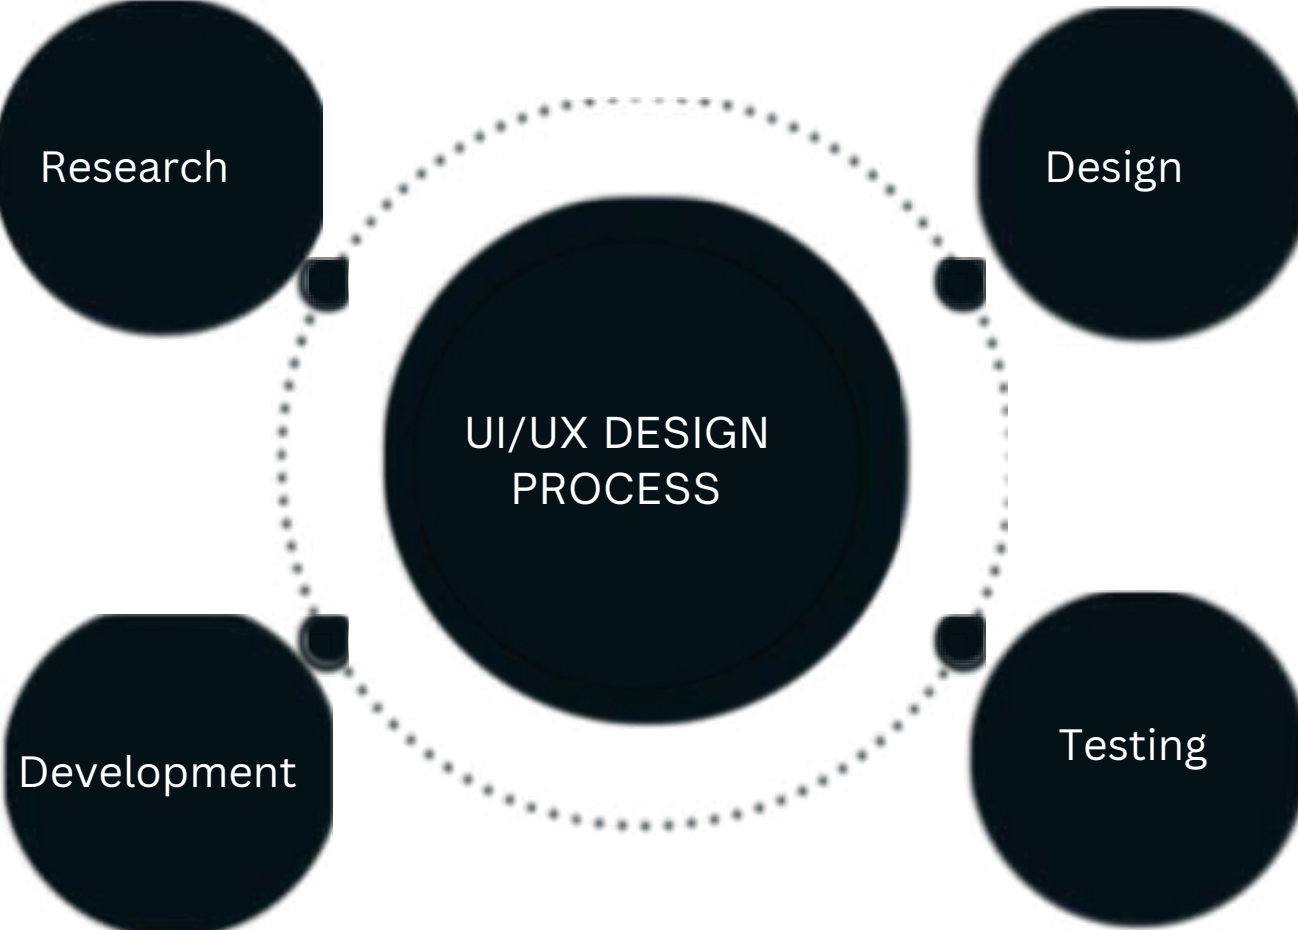 Research
Design
UI/UX DESIGN
PROCESS
Development
Testing